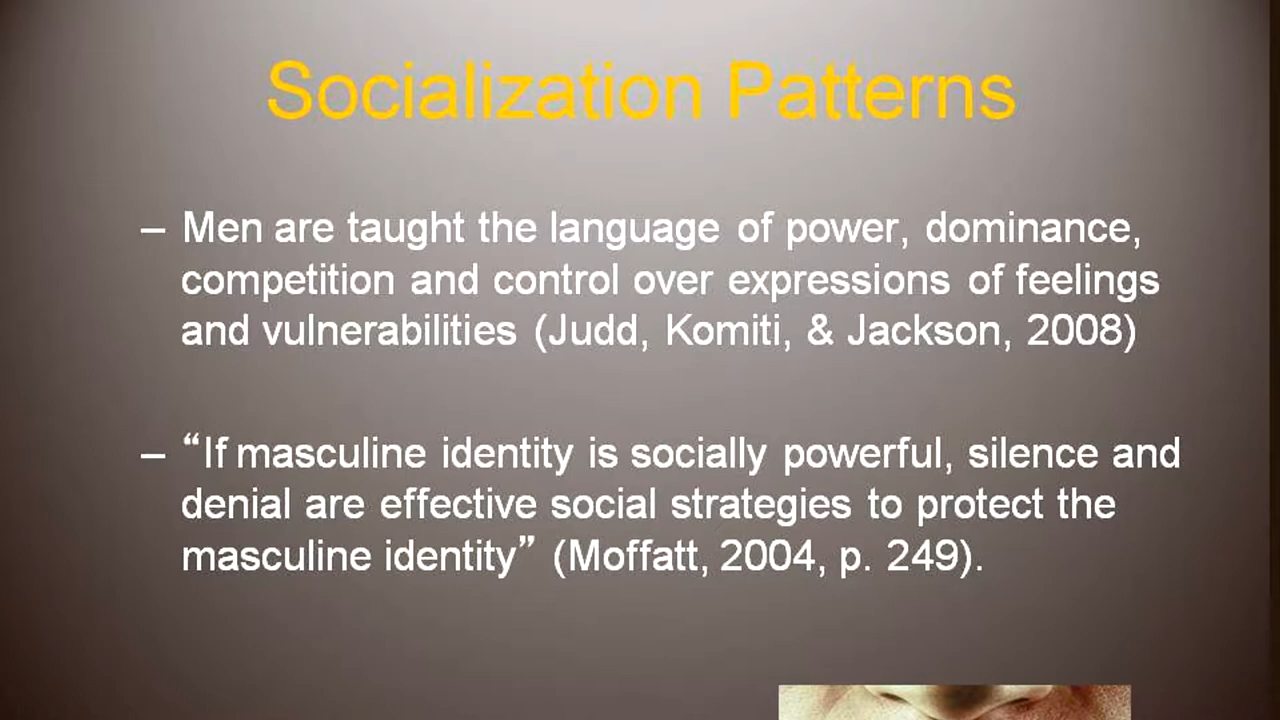 Socialization Patterns
– Men are taught the language of power, dominance,
competition and control over expressions of feelings
and vulnerabilities (Judd, Komiti, & Jackson, 2008)
– “If masculine identity is socially powerful, silence and
denial are effective social strategies to protect the
masculine identity” (Moffatt, 2004, p. 249).